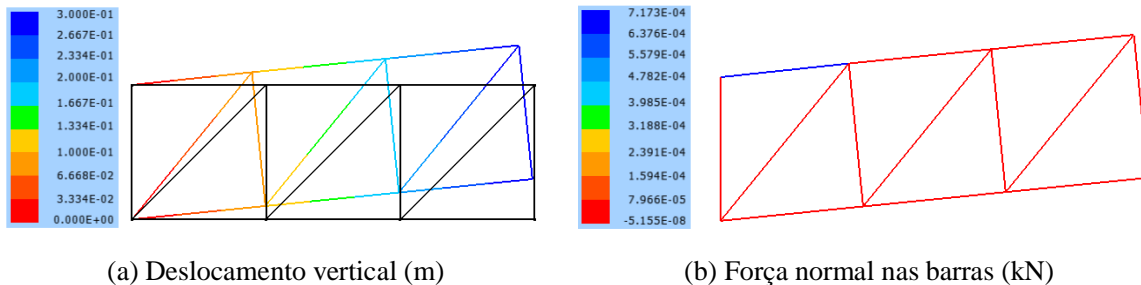 3.000E-01
2.667E-01
2.334E-01
2.000E-01
1.667E-01
1.334E-01
1.000E-01
6.668E-02
3.334E-02
0.000E+00
7.173E-04
6.376E-04
5.579E-04
4.782E-04
3.985E-04
3.188E-04
2.391E-04
1.594E-04
7.966E-05
-5.155E-08
(a) Deslocamento vertical (m)
(b) Força normal nas barras (kN)